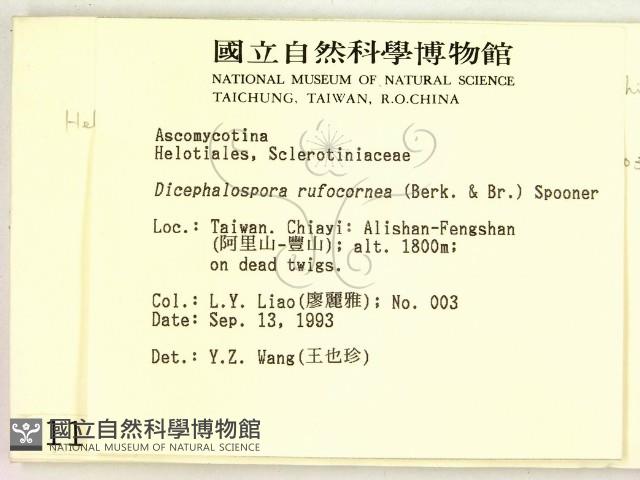 國立自然科學博物館
NATIONAL MUSEUM OF NATURAL SCIENCE
TAICHUNG, TAIWAN, R.O.CHINA
Ascomycotina
Helotiales, Sclerotiniaceae
Dicephalospora rufocornea (Berk. & Br.) Spooner
Loc.: Taiwan. Chiayi: Alishan-Fengshan
(阿里山-豐山); alt. 1800m;
on dead twigs.
Col.: L.Y. Liao(廖麗雅); No. 003
Date: Sep. 13, 1993
Det.: Y.Z. Wang(王也珍)
國立自然科學博物館
NATIONAL MUSEUM OF NATURAL SCIENCE